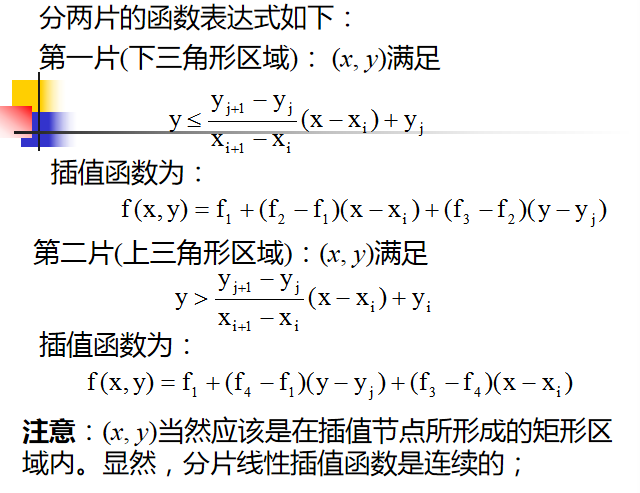 分两片的函数表达式如下：
第一片(下三角形区域)： (x, y)满足
y ≤ \frac{y_{j+1} − y_j}{x_{i+1} − x_i}(x − x_i) + y_j
插值函数为：
f(x, y) = f_1 + (f_2 − f_1)(x − x_i) + (f_3 − f_2)(y − y_j)
第二片(上三角形区域)：(x, y)满足
y > \frac{y_{j+1} − y_j}{x_{i+1} − x_i}(x − x_i) + y_i
插值函数为：
f(x, y) = f_1 + (f_4 − f_1)(y − y_j) + (f_3 − f_4)(x − x_i)
注意：(x, y)当然应该是在插值节点所形成的矩形区
域内。显然，分片线性插值函数是连续的；